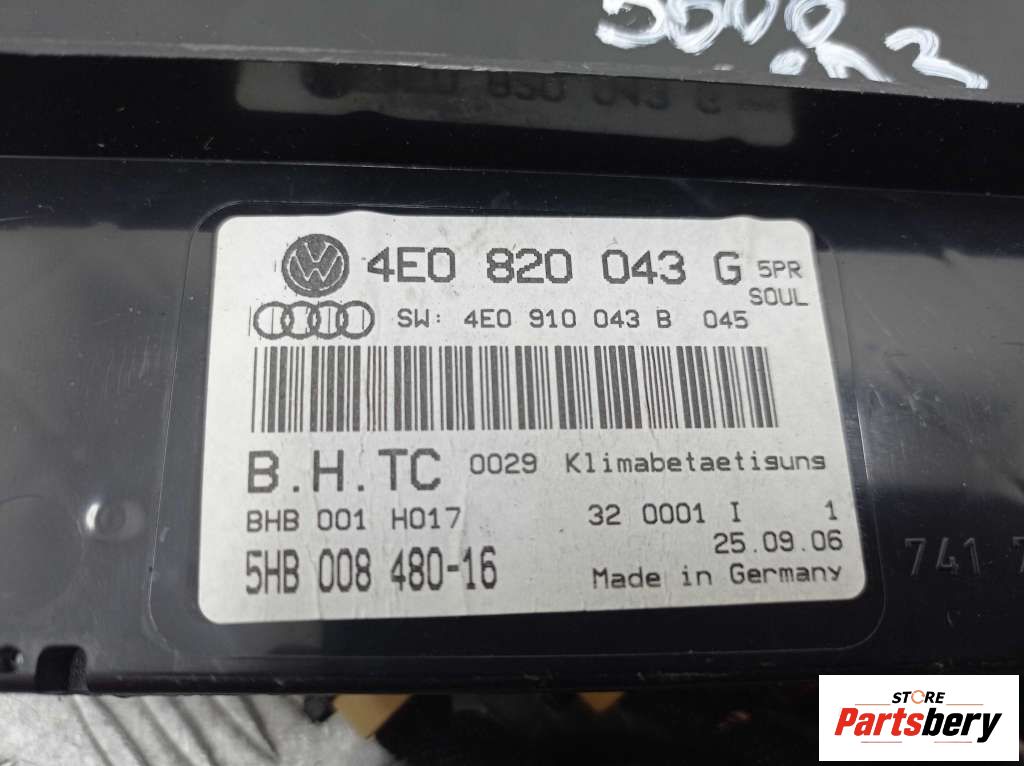 4E0 820 043 G 5PR
SOUL
SW: 4E0 910 043 B 045
B.H.TC 0029 Klimabetaetisuns
BHB 001 H017 32 0001 I 1
25.09.06
5HB 008 480-16 Made in Germany
741
STORE
Partsbery